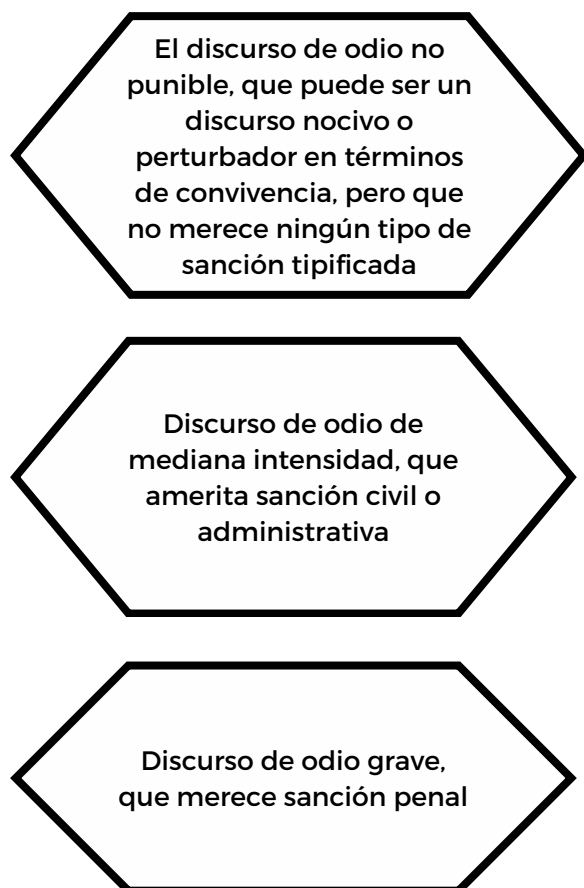 El discurso de odio no
punible, que puede ser un
discurso nocivo o
perturbador en términos
de convivencia, pero que
no merece ningún tipo de
sanción tipificada
Discurso de odio de
mediana intensidad, que
amerita sanción civil o
administrativa
Discurso de odio grave,
que merece sanción penal